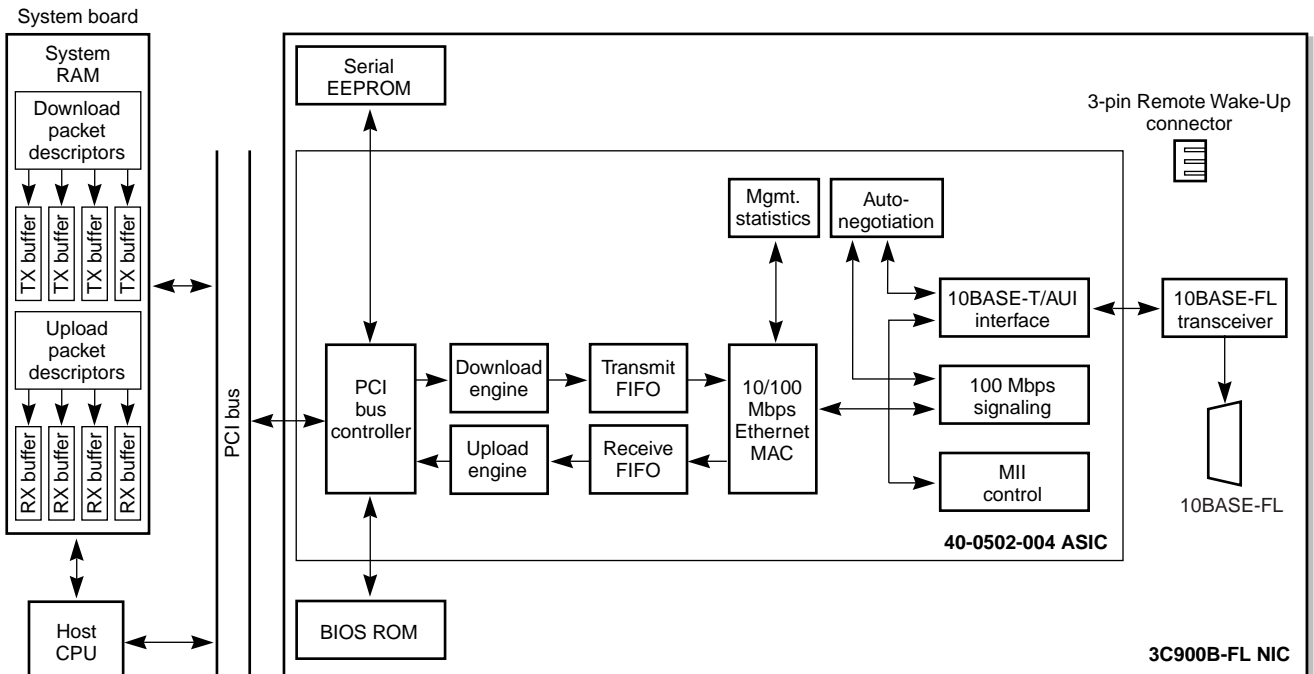 System board
System
RAM
Download
packet
descriptors
TX buffer
TX buffer
TX buffer
TX buffer
Upload
packet
descriptors
RX buffer
RX buffer
RX buffer
RX buffer
Host
CPU
PCI bus
Serial
EEPROM
3-pin Remote Wake-Up
connector
Mgmt.
statistics
Auto-
negotiation
10BASE-T/AUI
interface
10BASE-FL
transceiver
PCI
bus
controller
Download
engine
Transmit
FIFO
10/100
Mbps
Ethernet
MAC
100 Mbps
signaling
Upload
engine
Receive
FIFO
MII
control
10BASE-FL
40-0502-004 ASIC
BIOS ROM
3C900B-FL NIC